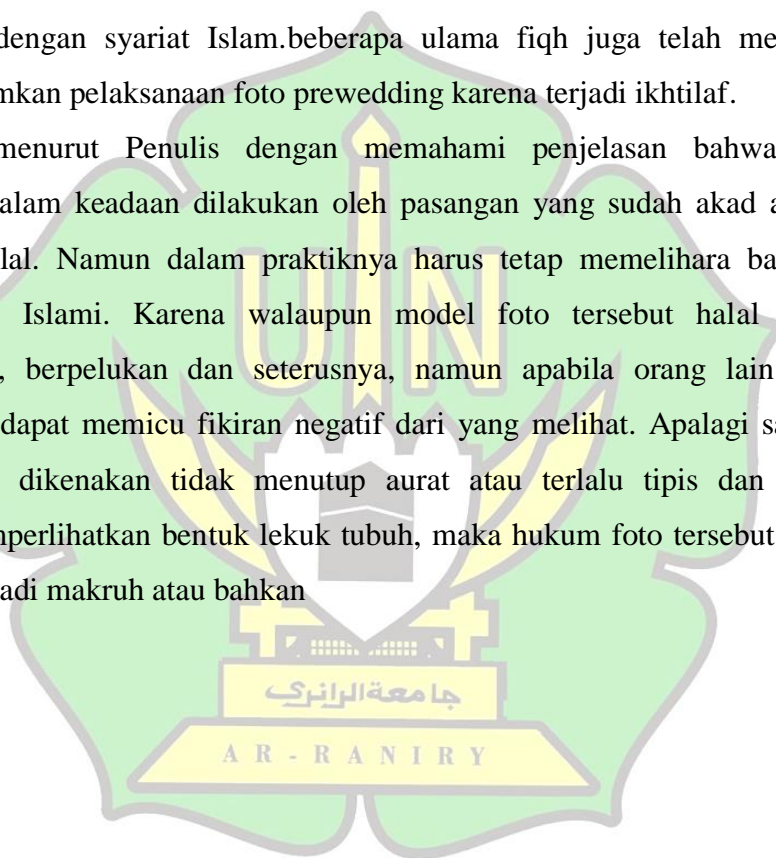 dengan syariat Islam.beberapa ulama fiqh juga telah me
mkan pelaksanaan foto prewedding karena terjadi ikhtilaf.
menurut Penulis dengan memahami penjelasan bahwa
alam keadaan dilakukan oleh pasangan yang sudah akad a
lal. Namun dalam praktiknya harus tetap memelihara ba
Islami. Karena walaupun model foto tersebut halal
, berpelukan dan seterusnya, namun apabila orang lain
dapat memicu fikiran negatif dari yang melihat. Apalagi sa
dikenakan tidak menutup aurat atau terlalu tipis dan
nperlihatkan bentuk lekuk tubuh, maka hukum foto tersebut
adi makruh atau bahkan
UIN
جامعة الرانري
AR-RANIRY